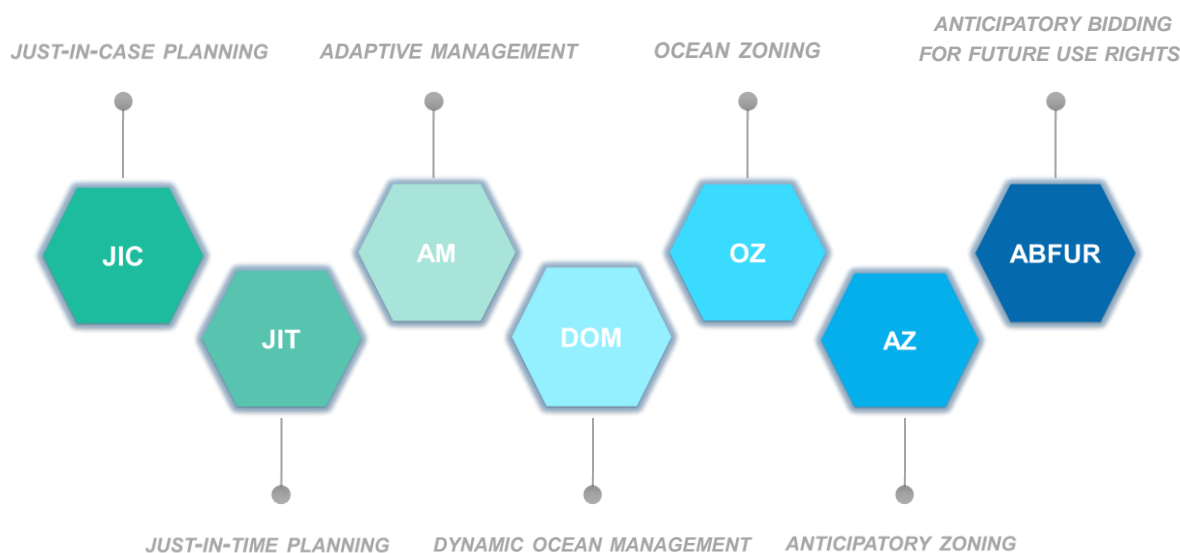 ANTICIPATORY BIDDING
FOR FUTURE USE RIGHTS
JUST-IN-CASE PLANNING
ADAPTIVE MANAGEMENT
OCEAN ZONING
JIC
AM
OZ
ABFUR
JIT
DOM
AZ
JUST-IN-TIME PLANNING
DYNAMIC OCEAN MANAGEMENT
ANTICIPATORY ZONING